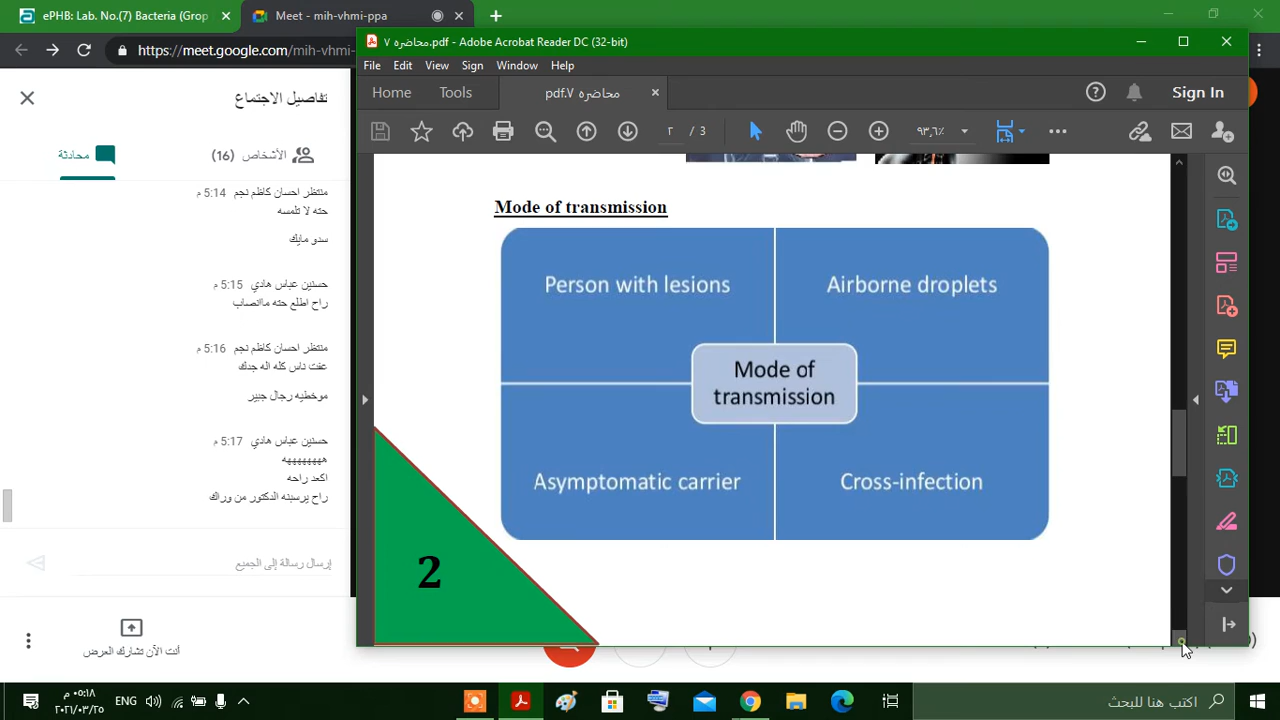 ePHB: Lab. No.(7) Bacteria (Grop
Meet - mih-vhmi-ppa
https://meet.google.com/mih-vhmi-
تفاصيل الاجتماع
الأشخاص (16)
محادثة
منتظر احسان كاظم نجم 5:14 م
حته لا تلمسه
سدو مايك
حسنين عباس هادي 5:15 م
راح اطلع حته مااتصاب
منتظر احسان كاظم نجم 5:16 م
عفت ناس كله اله جدك
موخطيه رجال جبير
حسنين عباس هادي 5:17 م
ههههههههه
اكعد راحه
راح يرسبنه الدكتور من وراك
إرسال رسالة إلى الجميع
أنت الآن تشارك العرض
محاضره ٧.pdf - Adobe Acrobat Reader DC (32-bit)
File Edit View Sign Window Help
Home Tools محاضره ٧.pdf Sign In
٢ / 3 ٩٣,٦٪
Mode of transmission
Person with lesions
Airborne droplets
Mode of
transmission
Asymptomatic carrier
Cross-infection
2
ENG
٠٥:١٨ م
٢٠٢١/٠٣/٢٥
اكتب هنا للبحث